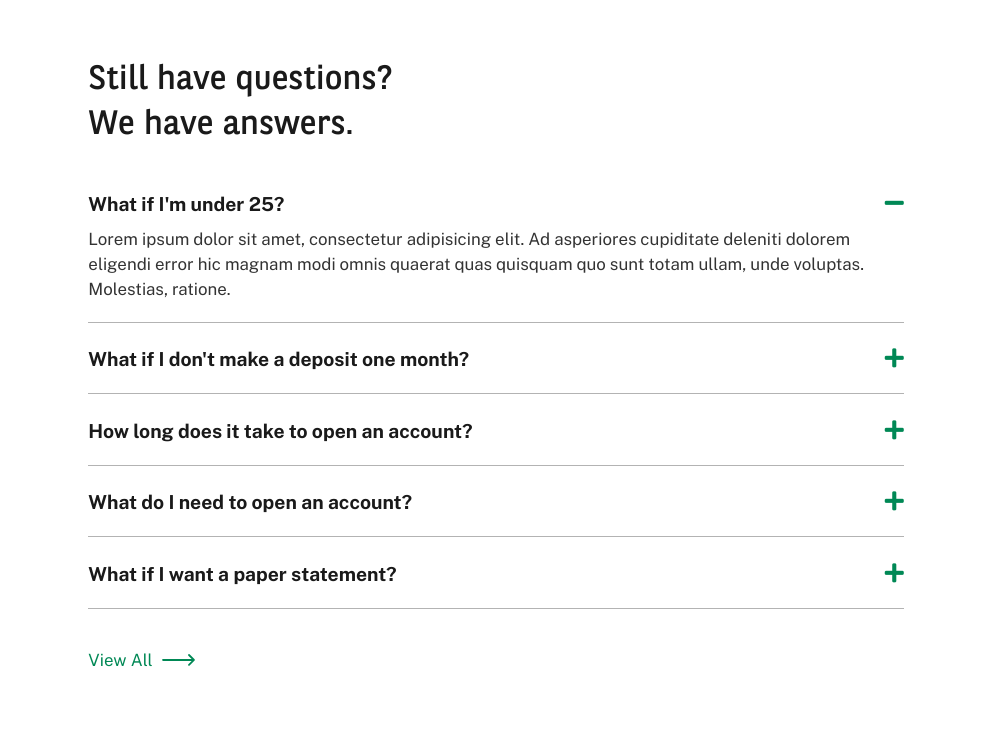 Still have questions?
We have answers.
What if I'm under 25?
Lorem ipsum dolor sit amet, consectetur adipisicing elit. Ad asperiores cupiditate deleniti dolorem
eligendi error hic magnam modi omnis quaerat quas quisquam quo sunt totam ullam, unde voluptas.
Molestias, ratione.
What if I don't make a deposit one month?
How long does it take to open an account?
What do I need to open an account?
What if I want a paper statement?
View All